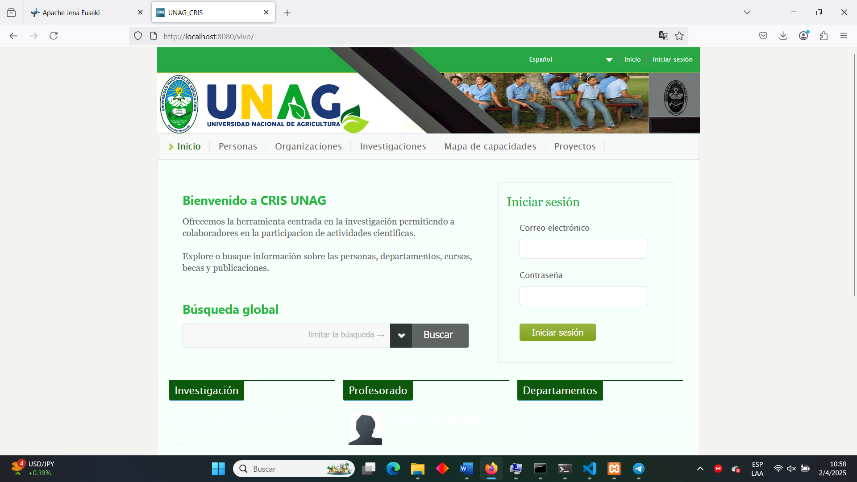 Apache Jena Fuseki
UNAG_CRIS
http://localhost:8080/vivo/
Español
Inicio
Iniciar sesión
UNAG
UNIVERSIDAD NACIONAL DE AGRICULTURA
Inicio
Personas
Organizaciones
Investigaciones
Mapa de capacidades
Proyectos
Bienvenido a CRIS UNAG
Ofrecemos la herramienta centrada en la investigación permitiendo a
colaboradores en la participacion de actividades científicas.
Explore o busque información sobre las personas, departamentos, cursos,
becas y publicaciones.
Búsqueda global
limitar la búsqueda →
Buscar
Iniciar sesión
Correo electrónico
Contraseña
Iniciar sesión
Investigación
Profesorado
Departamentos
4
USD/JPY
+0.39%
Buscar
ESP
LAA
10:58
2/4/2025